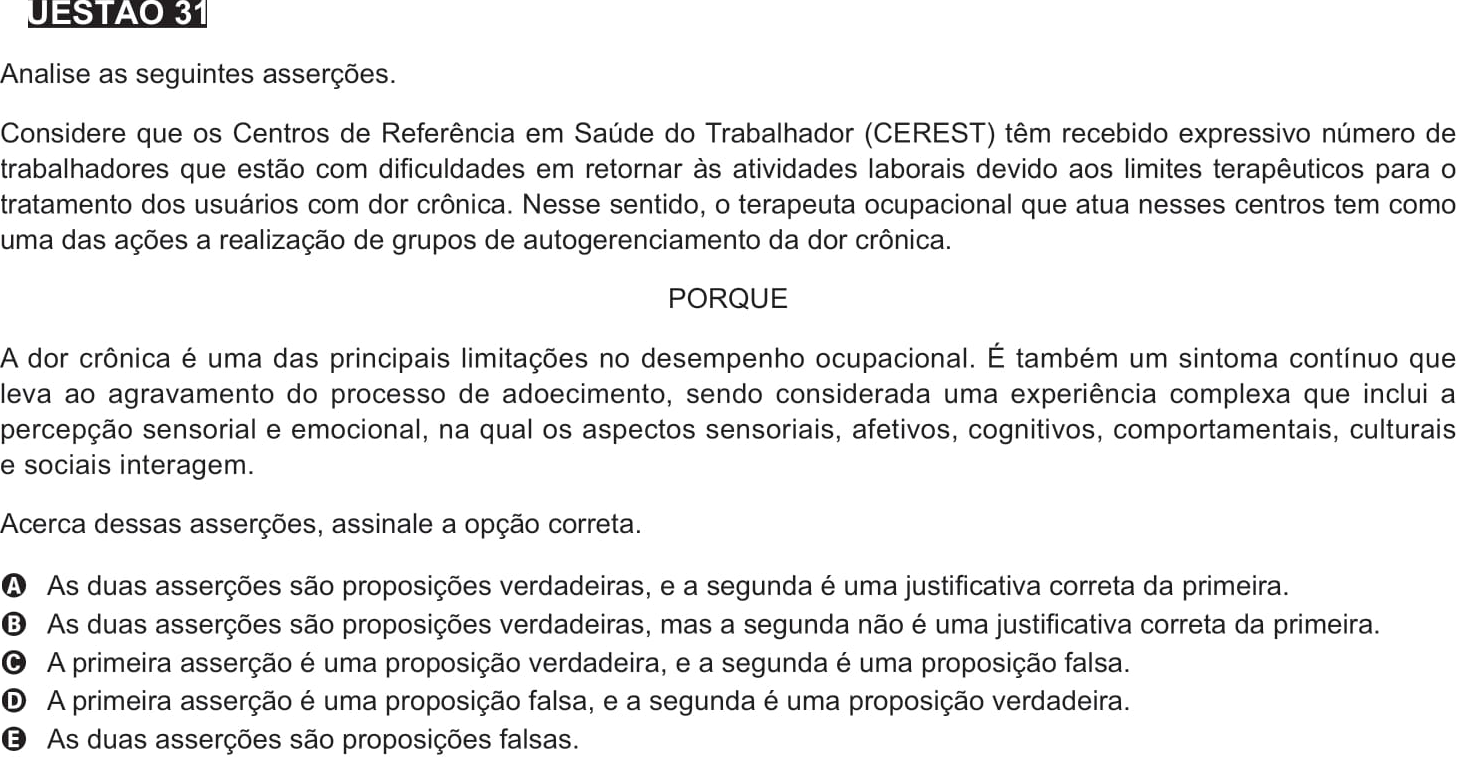 UESTÃO 31
Analise as seguintes asserções.
Considere que os Centros de Referência em Saúde do Trabalhador (CEREST) têm recebido expressivo número de
trabalhadores que estão com dificuldades em retornar às atividades laborais devido aos limites terapêuticos para o
tratamento dos usuários com dor crônica. Nesse sentido, o terapeuta ocupacional que atua nesses centros tem como
uma das ações a realização de grupos de autogerenciamento da dor crônica.
PORQUE
A dor crônica é uma das principais limitações no desempenho ocupacional. É também um sintoma contínuo que
leva ao agravamento do processo de adoecimento, sendo considerada uma experiência complexa que inclui a
percepção sensorial e emocional, na qual os aspectos sensoriais, afetivos, cognitivos, comportamentais, culturais
e sociais interagem.
Acerca dessas asserções, assinale a opção correta.
A As duas asserções são proposições verdadeiras, e a segunda é uma justificativa correta da primeira.
B As duas asserções são proposições verdadeiras, mas a segunda não é uma justificativa correta da primeira.
C A primeira asserção é uma proposição verdadeira, e a segunda é uma proposição falsa.
D A primeira asserção é uma proposição falsa, e a segunda é uma proposição verdadeira.
E As duas asserções são proposições falsas.